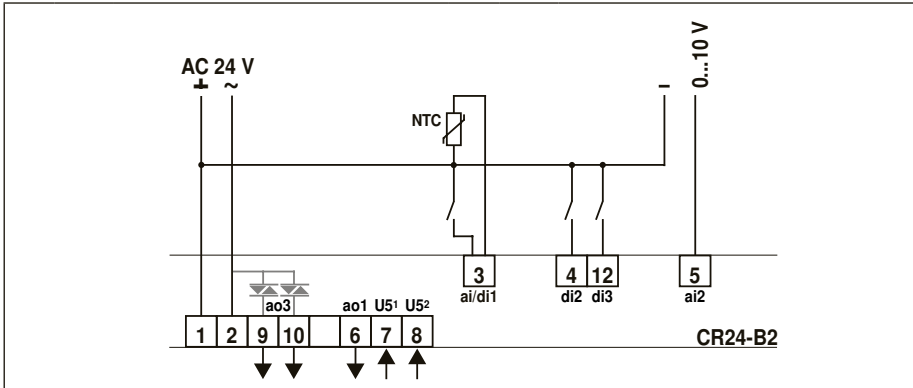 AC 24 V
⊥ ~
NTC
–
0...10 V
3
4 12
5
ai/di1
di2 di3
ai2
ao3
ao1 U5¹ U5²
1 2 9 10 6 7 8
CR24-B2